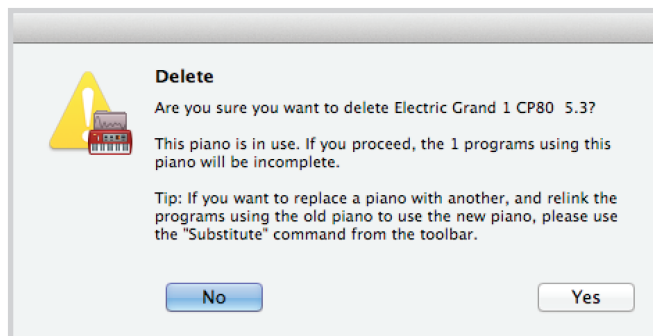 Delete
Are you sure you want to delete Electric Grand 1 CP80  5.3?
This piano is in use. If you proceed, the 1 programs using this
piano will be incomplete.
Tip: If you want to replace a piano with another, and relink the
programs using the old piano to use the new piano, please use
the "Substitute" command from the toolbar.
No
Yes